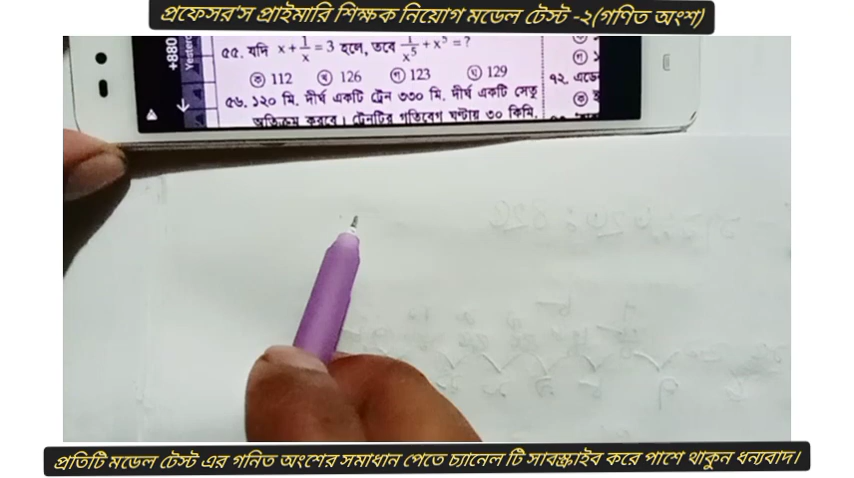 প্রফেসর'স প্রাইমারি শিক্ষক নিয়োগ মডেল টেস্ট -২(গণিত অংশ)
+880
Yesterd
৫৫. যদি x + 1/x = 3 হলে, তবে 1/x⁵ + x⁵ = ?
ক 112 খ 126 গ 123 ঘ 129
৫৬. ১২০ মি. দীর্ঘ একটি ট্রেন ৩৩০ মি. দীর্ঘ একটি সেতু
অতিক্রম করবে। ট্রেনটির গতিবেগ ঘণ্টায় ৩০ কিমি.
৭২. এডে
প্রতিটি মডেল টেস্ট এর গনিত অংশের সমাধান পেতে চ্যানেল টি সাবস্ক্রাইব করে পাশে থাকুন ধন্যবাদ।